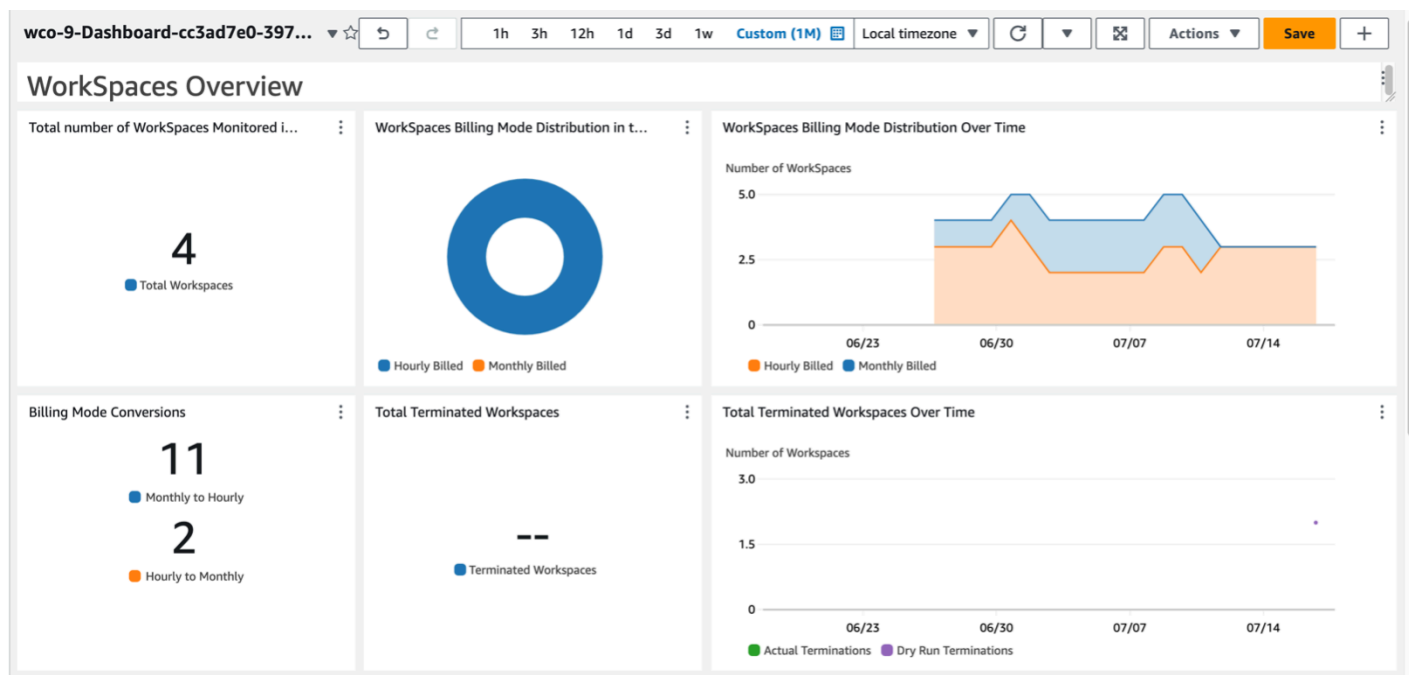 wco-9-Dashboard-cc3ad7e0-397...
1h 3h 12h 1d 3d 1w Custom (1M) Local timezone Actions Save
WorkSpaces Overview
Total number of WorkSpaces Monitored i...
4
Total Workspaces
WorkSpaces Billing Mode Distribution in t...
Hourly Billed Monthly Billed
WorkSpaces Billing Mode Distribution Over Time
Number of WorkSpaces
5.0
2.5
0
06/23 06/30 07/07 07/14
Hourly Billed Monthly Billed
Billing Mode Conversions
11
Monthly to Hourly
2
Hourly to Monthly
Total Terminated Workspaces
--
Terminated Workspaces
Total Terminated Workspaces Over Time
Number of Workspaces
3.0
1.5
0
06/23 06/30 07/07 07/14
Actual Terminations Dry Run Terminations